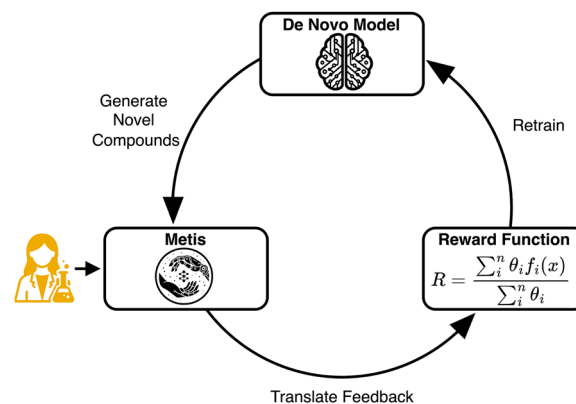 De Novo Model
Generate
Novel
Compounds
Retrain
Metis
Reward Function
R = \frac{\sum_i^n \theta_i f_i(x)}{\sum_i^n \theta_i}
Translate Feedback